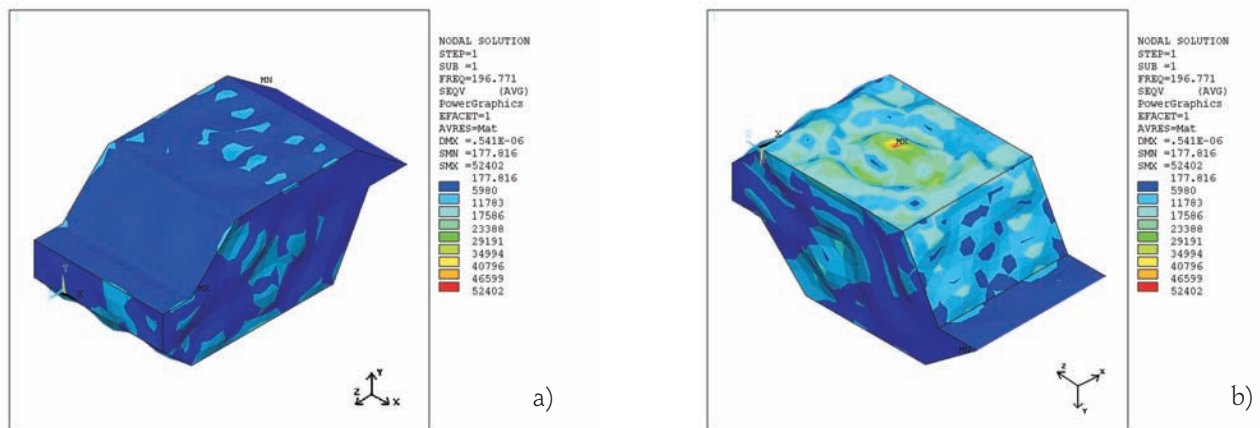 1
MN
MX
Y
X
Y
Z
X
NODAL SOLUTION
STEP=1
SUB =1
FREQ=196.771
SEQV (AVG)
PowerGraphics
EFACET=1
AVRES=Mat
DMX =.541E-06
SMN =177.816
SMX =52402
177.816
5980
11783
17586
23388
29191
34994
40796
46599
52402
a)
1
X
MX
Z
X
Y
NODAL SOLUTION
STEP=1
SUB =1
FREQ=196.771
SEQV (AVG)
PowerGraphics
EFACET=1
AVRES=Mat
DMX =.541E-06
SMN =177.816
SMX =52402
177.816
5980
11783
17586
23388
29191
34994
40796
46599
52402
b)